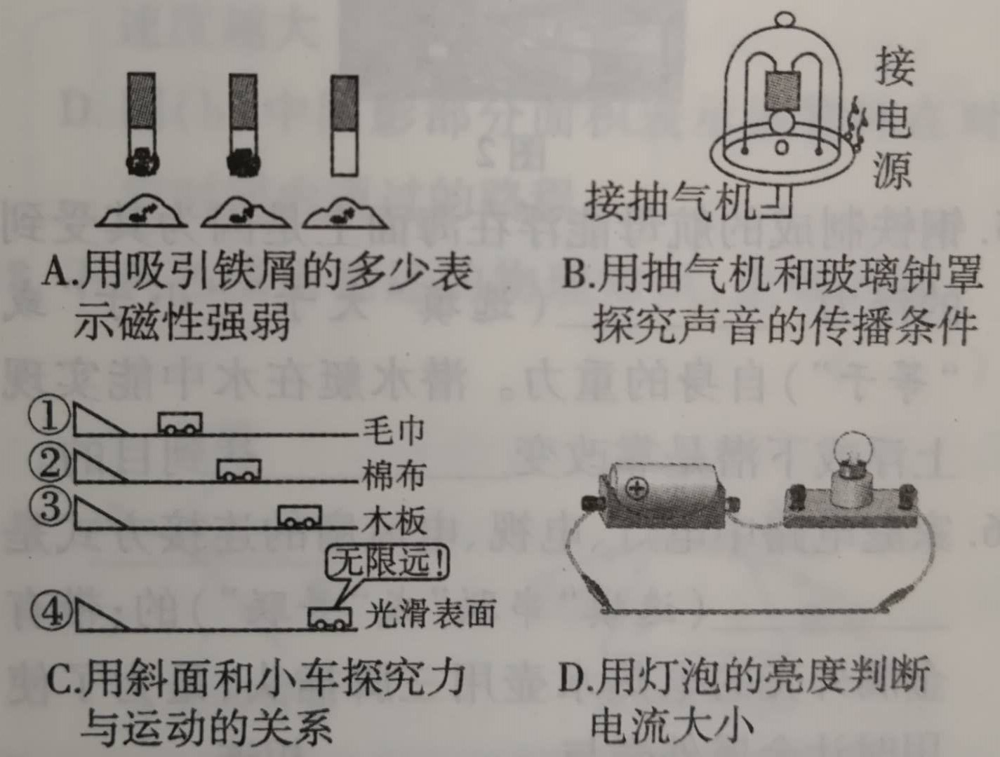 接
电
源
接抽气机
A.用吸引铁屑的多少表
示磁性强弱
B.用抽气机和玻璃钟罩
探究声音的传播条件
① 毛巾
② 棉布
③ 木板
无限远!
④ 光滑表面
+
C.用斜面和小车探究力
与运动的关系
D.用灯泡的亮度判断
电流大小